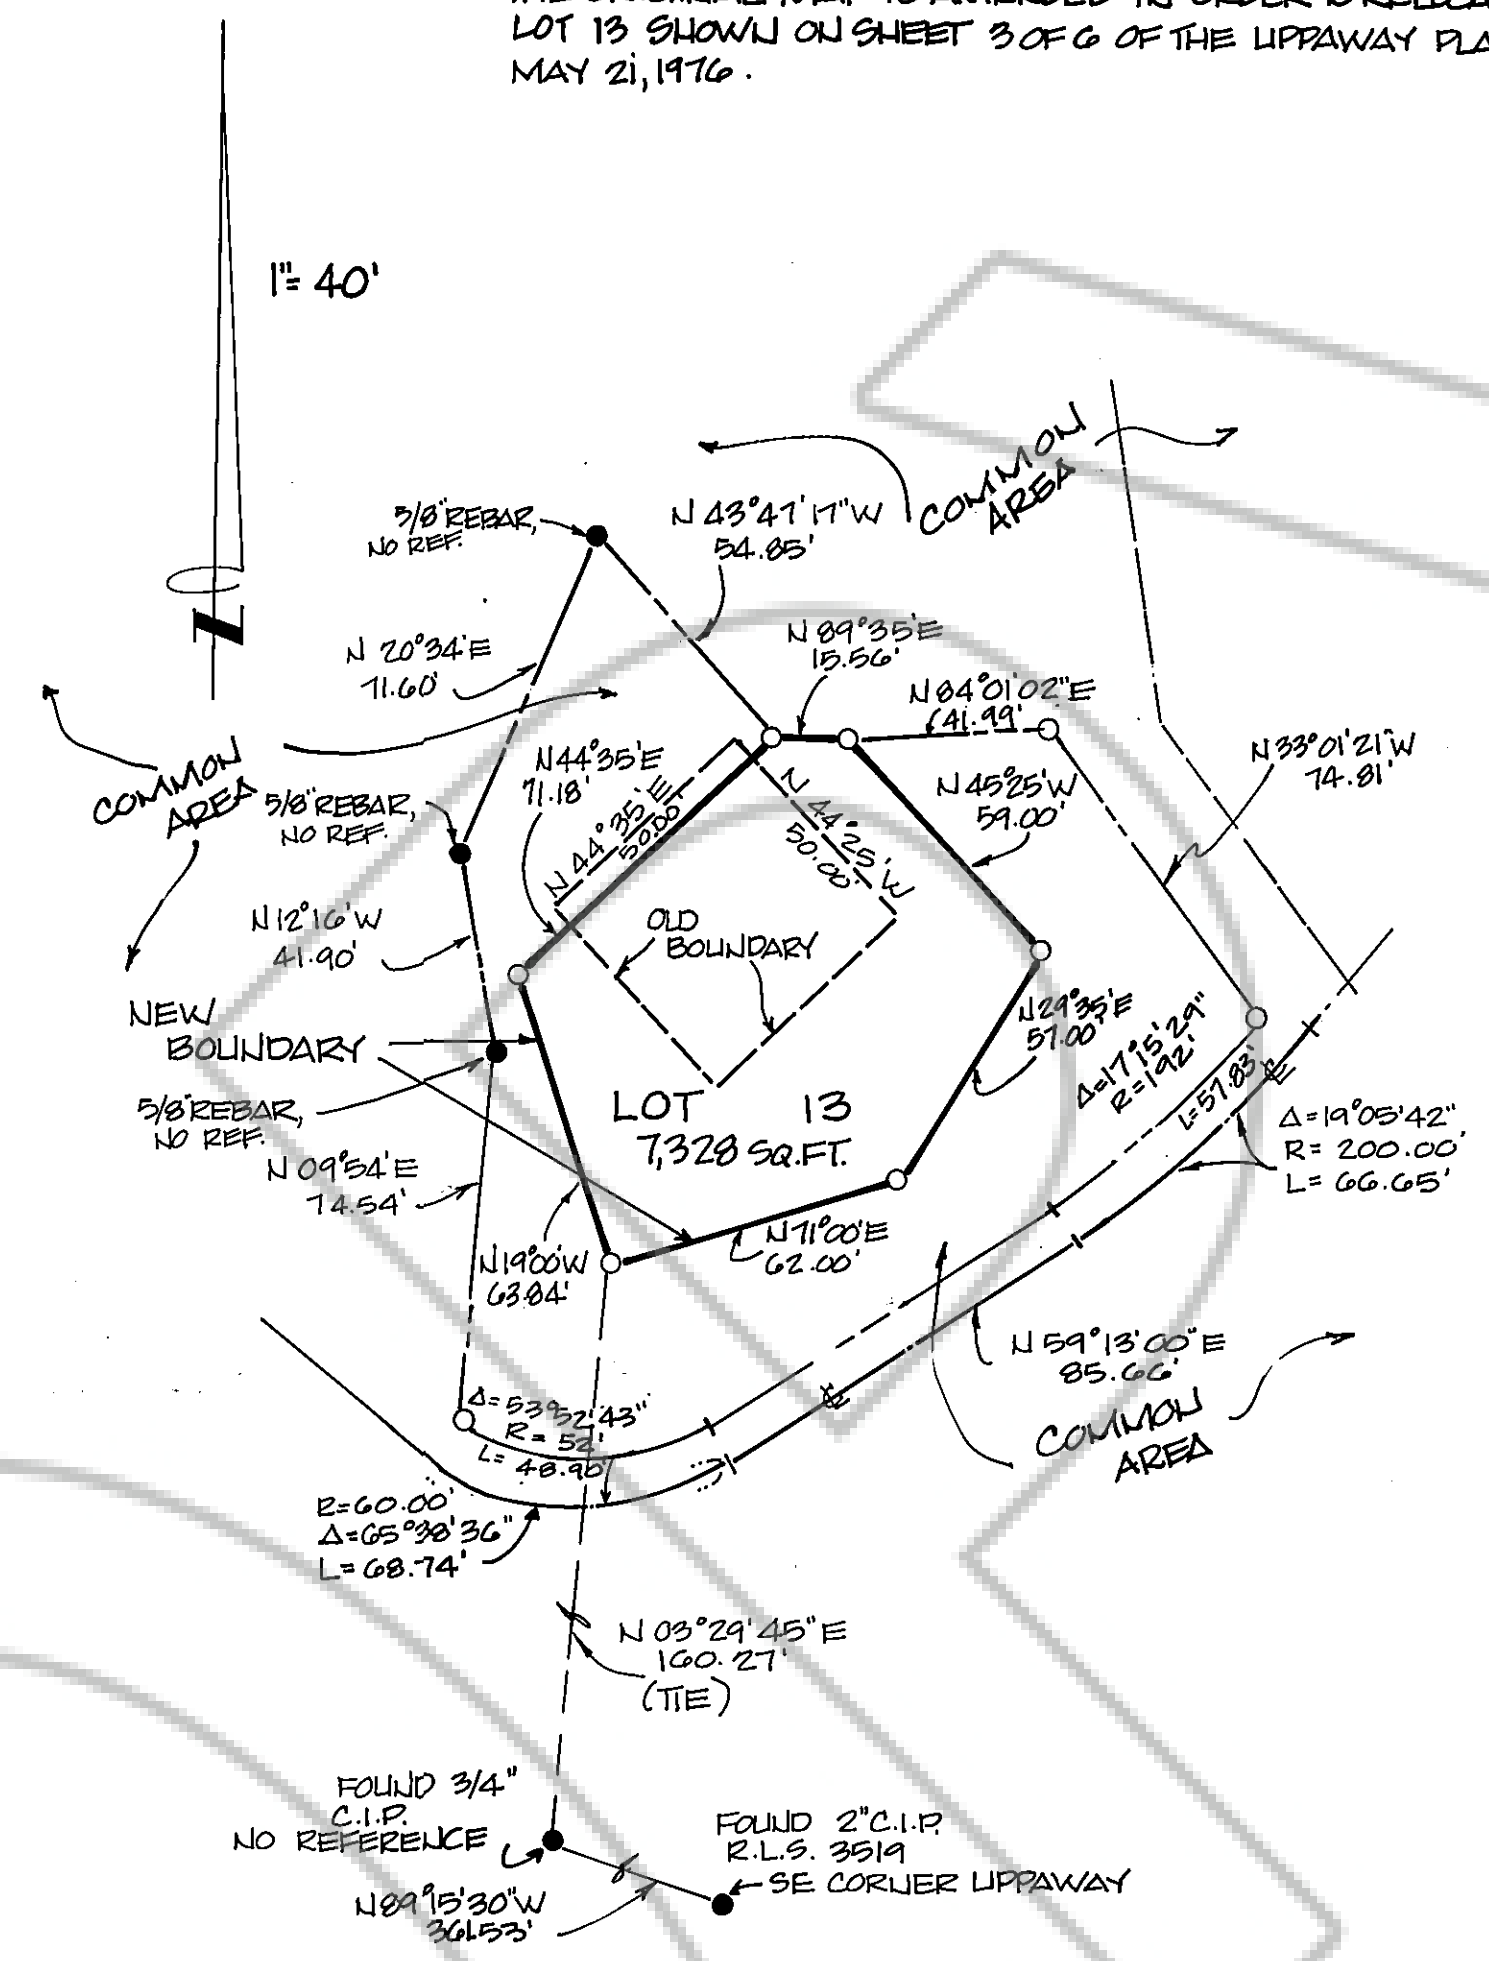 LOT 13 SHOWN ON SHEET 3 OF 6 OF THE LIPPAWAY
MAY 21, 1976.
1"= 40'
N
COMMON
AREA
5/8" REBAR,
NO REF.
N 43°47'17"W
54.85'
N 20°34'E
71.60'
N 89°35'E
15.56'
N 84°01'02"E
41.99'
N 33°01'21"W
74.81'
COMMON
AREA
5/8" REBAR,
NO REF.
N 44°35'E
71.18'
N 44°35'E
50.00'
N 44°25'W
50.00'
N 45°25'W
59.00'
N 12°16'W
41.90'
OLD
BOUNDARY
NEW
BOUNDARY
N 29°35'E
57.00'
Δ=17°15'29"
R=192'
L=57.83'
5/8" REBAR,
NO REF.
LOT 13
7,328 SQ.FT.
Δ=19°05'42"
R= 200.00'
L= 66.65'
N 09°54'E
74.54'
N 19°00'W
63.84'
N 71°00'E
62.00'
N 59°13'00"E
85.66'
Δ=53°52'43"
R= 52'
L= 48.90'
COMMON
AREA
R=60.00'
Δ=65°38'36"
L=68.74'
N 03°29'45"E
160.27'
(TIE)
FOUND 3/4"
C.I.P.
NO REFERENCE
FOUND 2" C.I.P.
R.L.S. 3519
SE CORNER LIPPAWAY
N 89°15'30"W
361.53'